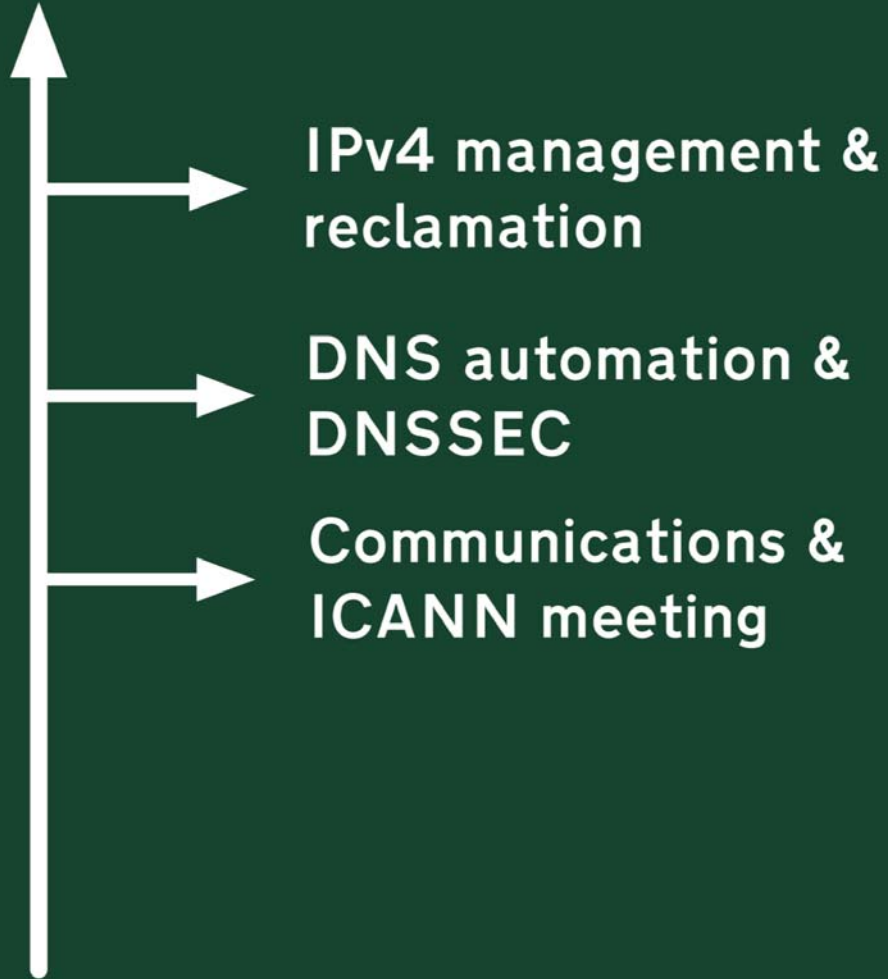 IPv4 management &
reclamation
DNS automation &
DNSSEC
Communications &
ICANN meeting